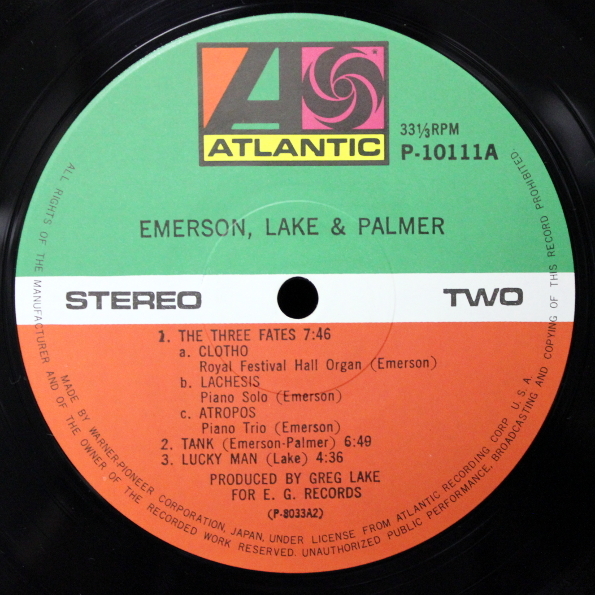 ATLANTIC
33⅓RPM
P-10111A
EMERSON, LAKE & PALMER
STEREO
TWO
1. THE THREE FATES 7:46
a. CLOTHO
Royal Festival Hall Organ (Emerson)
b. LACHESIS
Piano Solo (Emerson)
c. ATROPOS
Piano Trio (Emerson)
2. TANK (Emerson-Palmer) 6:49
3. LUCKY MAN (Lake) 4:36
PRODUCED BY GREG LAKE
FOR E. G. RECORDS
(P-8033A2)
MADE BY WARNER-PIONEER CORPORATION, JAPAN, UNDER LICENSE FROM ATLANTIC RECORDING CORP. U.S.A.
ALL RIGHTS OF THE MANUFACTURER AND OF THE OWNER OF THE RECORDED WORK RESERVED. UNAUTHORIZED PUBLIC PERFORMANCE, BROADCASTING AND COPYING OF THIS RECORD PROHIBITED.